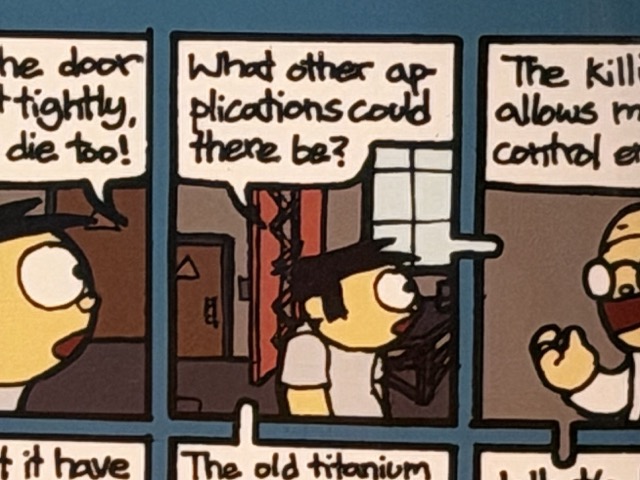 he door
tightly,
die too!
What other ap-
plications could
there be?
The
allows
control
it have
The old titanium